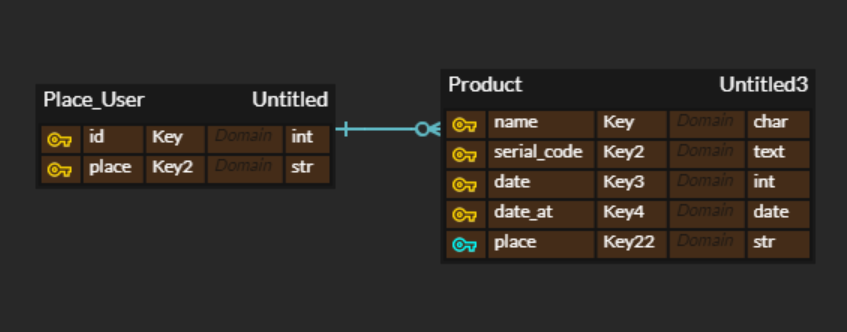 Place_User Untitled
id Key Domain int
place Key2 Domain str
Product Untitled3
name Key Domain char
serial_code Key2 Domain text
date Key3 Domain int
date_at Key4 Domain date
place Key22 Domain str